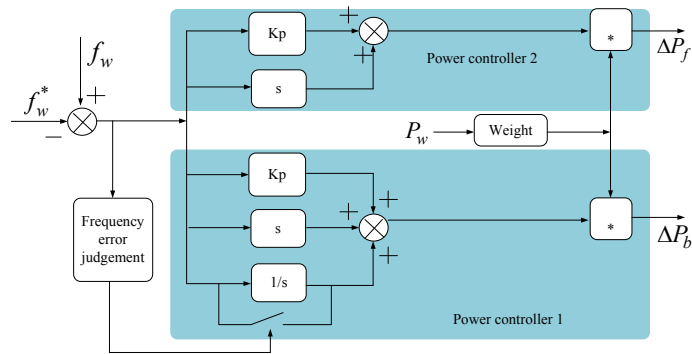 Kp
+
+
Power controller 2
*
ΔP_f
s
f_w
+
f_w^*
−
P_w
Weight
Kp
+
+
s
*
ΔP_b
+
Frequency
error
judgement
1/s
Power controller 1